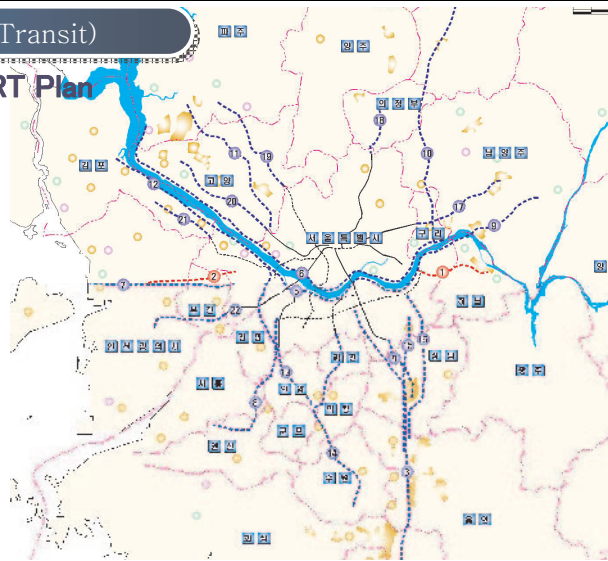 Transit)
RT Plan
파 주
양 주
의 정 부
18
남 양 주
11
19
10
김 포
고 양
12
20
17
21
9
서 울 특 별 시
구 리
2
6
1
7
5
하 남
부 천
22
양
인 천 광 역 시
광 명
과 천
4
15
성 남
광 주
13
시 흥
안 양
8
의 왕
군 포
안 산
14
3
수 원
용 인
화 성